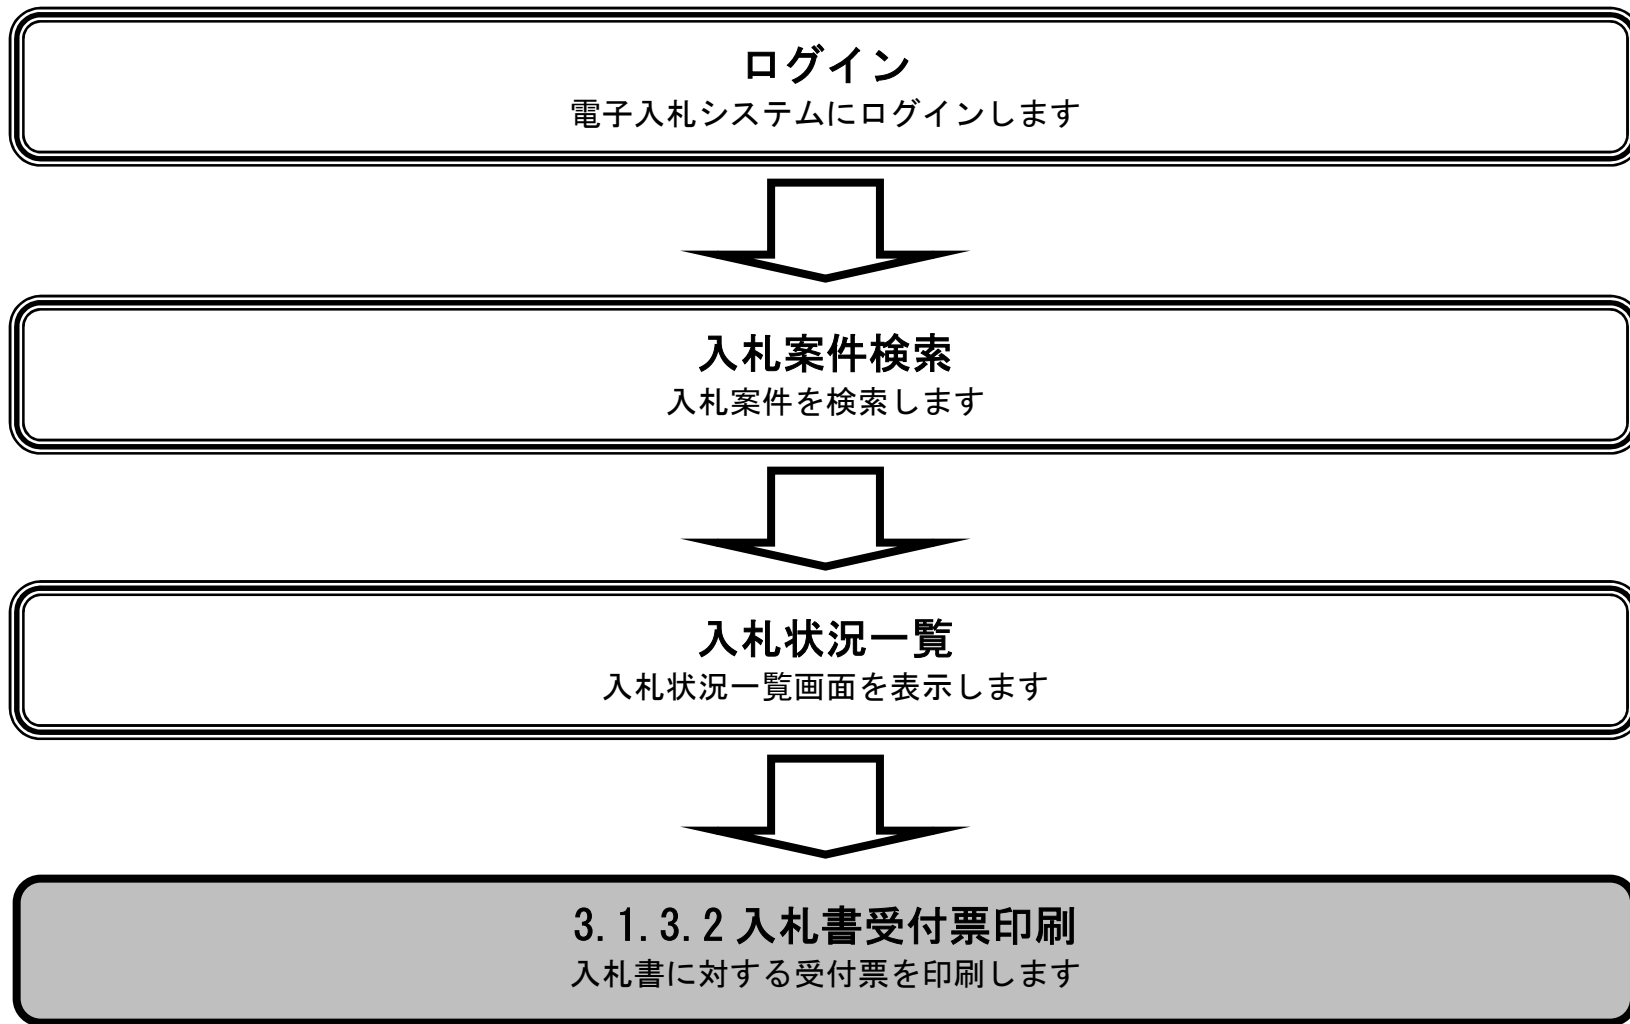 ログイン
電子入札システムにログインします
入札案件検索
入札案件を検索します
入札状況一覧
入札状況一覧画面を表示します
3.1.3.2入札書受付票印刷
入札書に対する受付票を印刷します